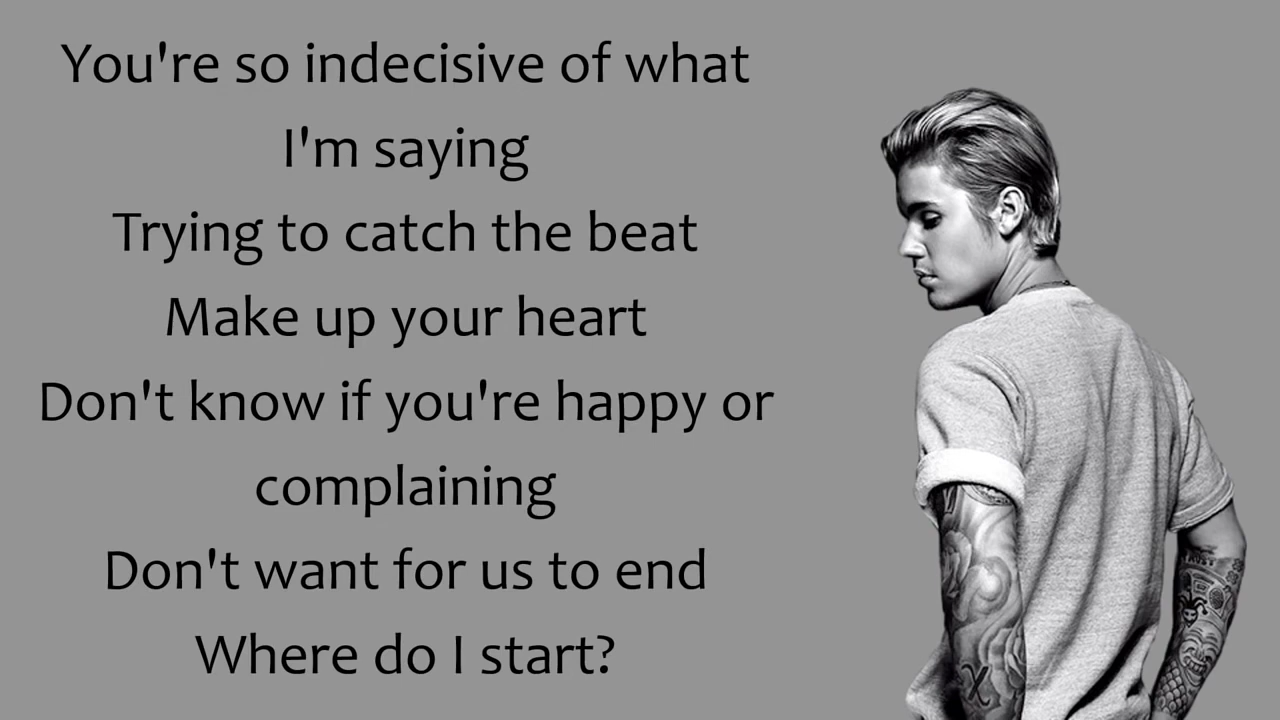 You're so indecisive of what
I'm saying
Trying to catch the beat
Make up your heart
Don't know if you're happy or
complaining
Don't want for us to end
Where do I start?
X